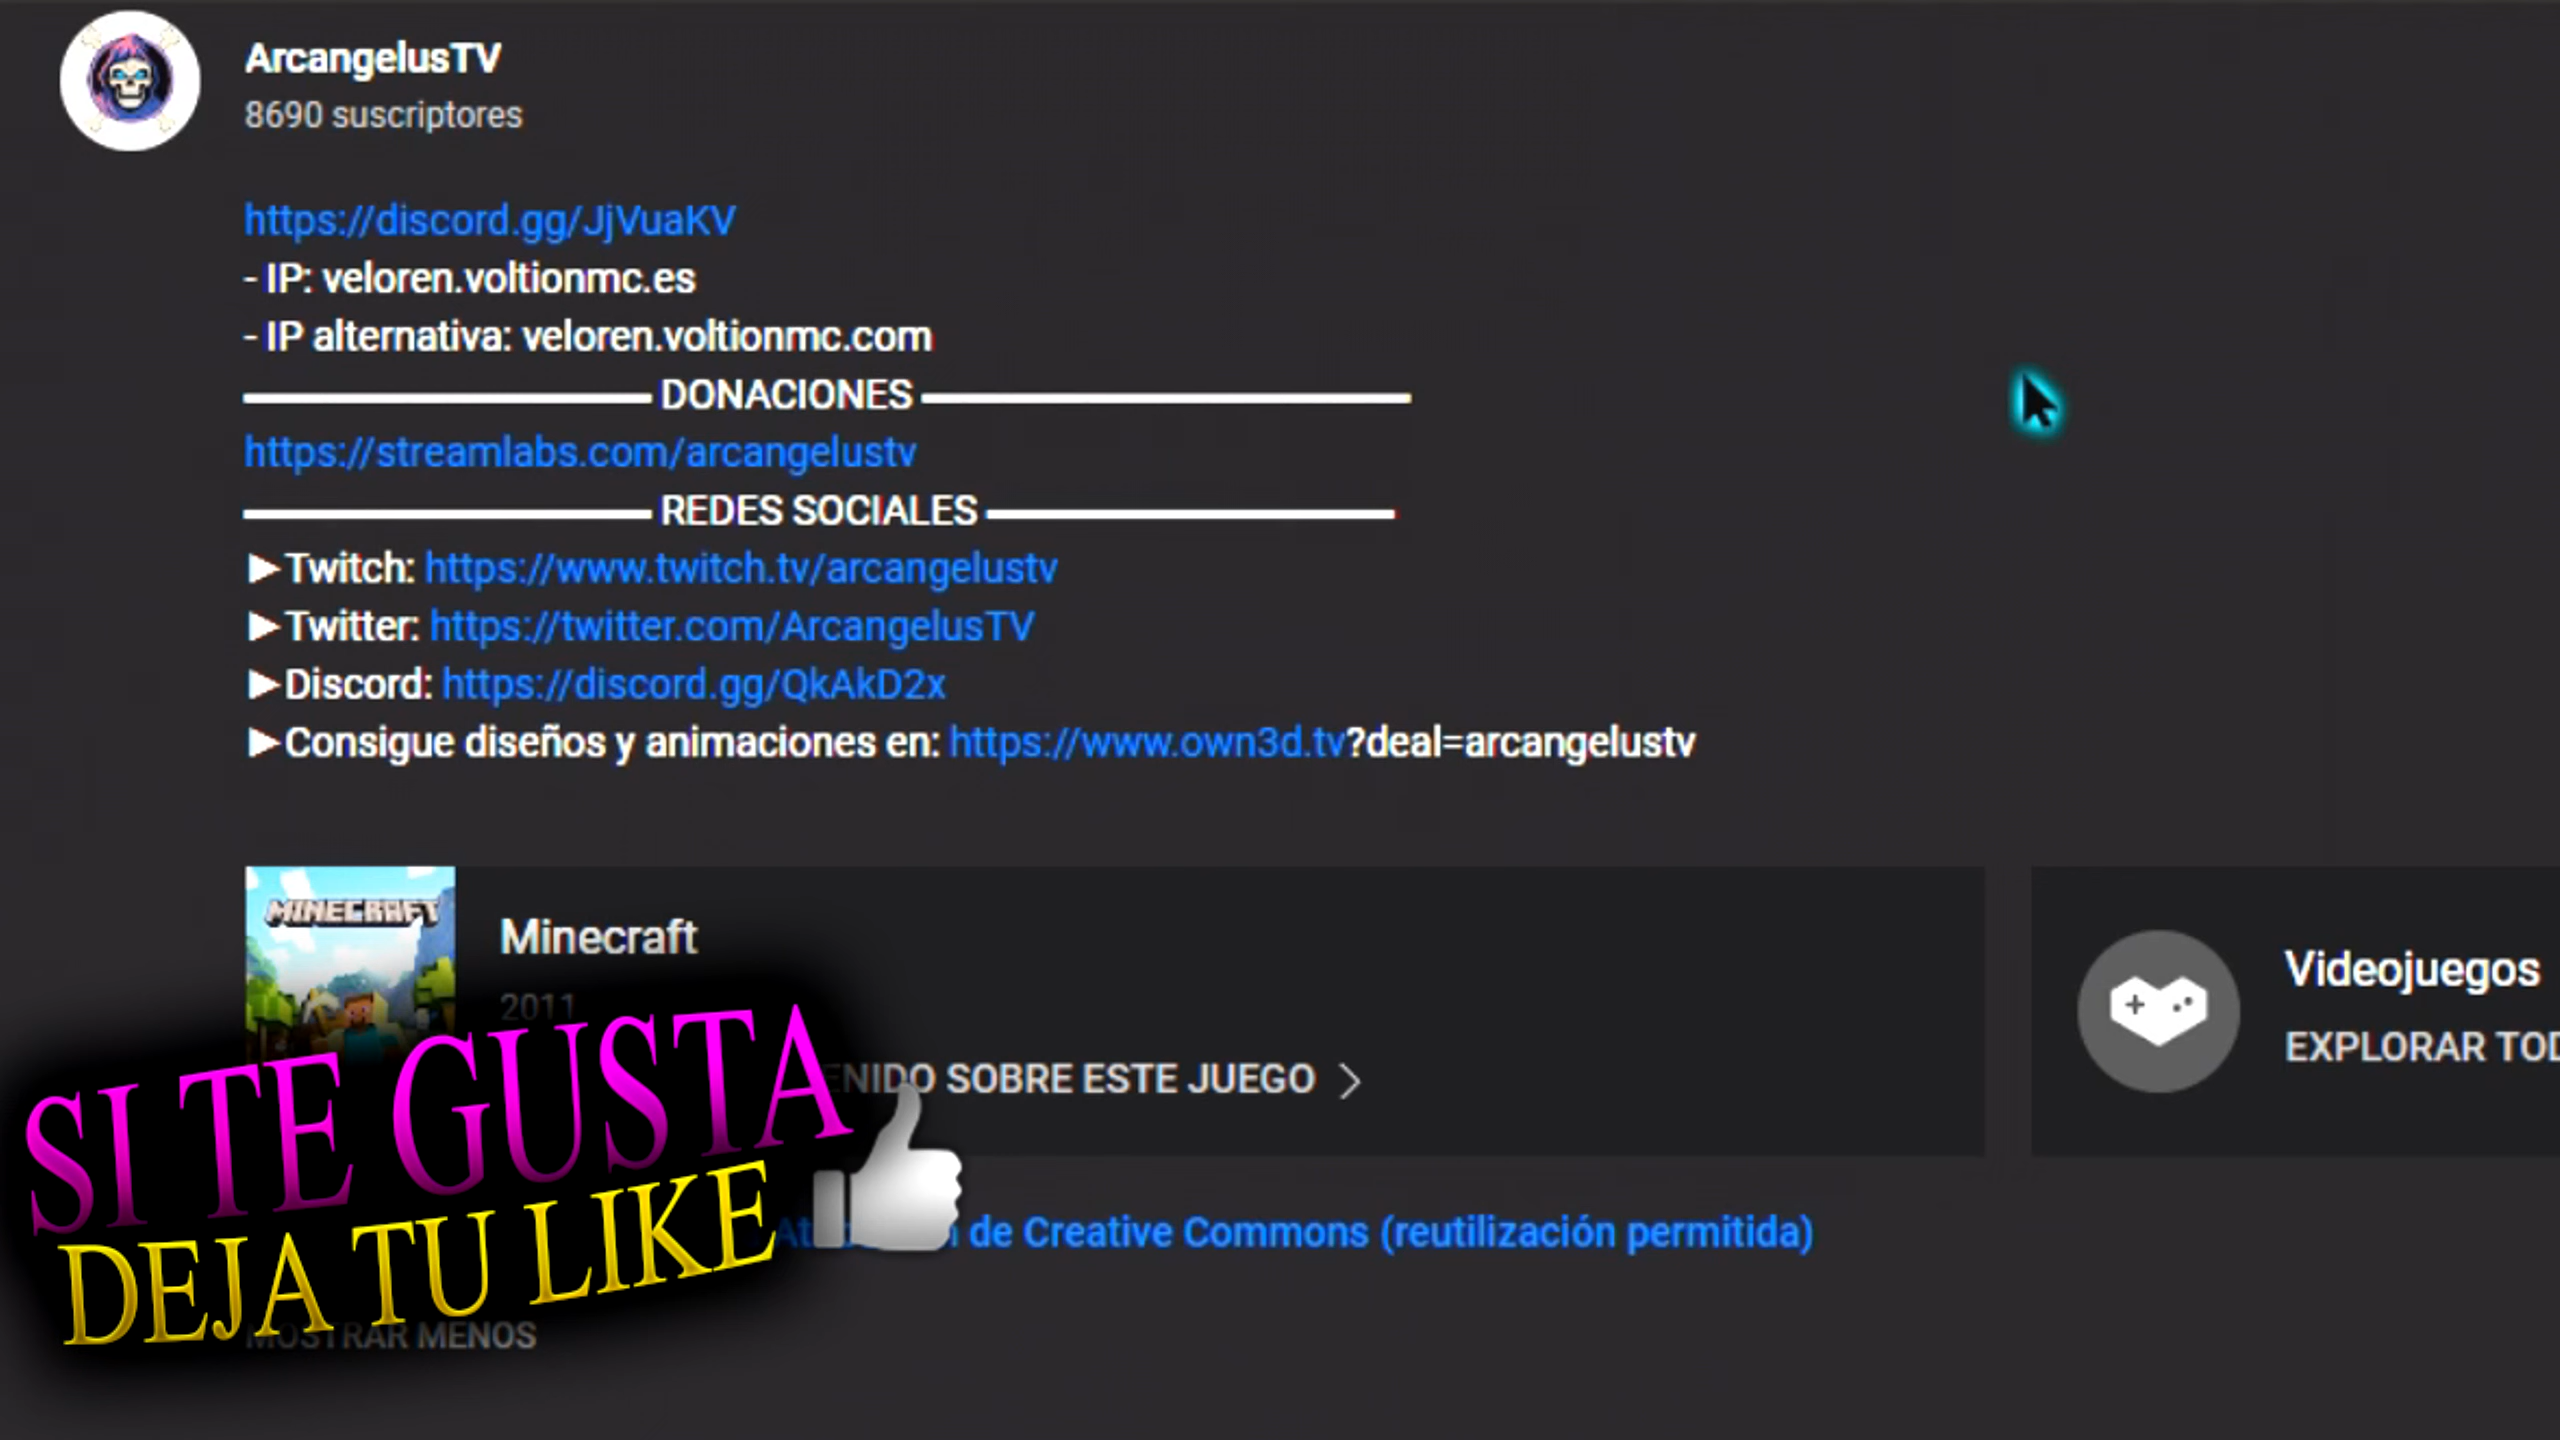 ArcangelusTV
8690 suscriptores
https://discord.gg/JjVuaKV
- IP: veloren.voltionmc.es
- IP alternativa: veloren.voltionmc.com
DONACIONES
https://streamlabs.com/arcangelustv
REDES SOCIALES
►Twitch: https://www.twitch.tv/arcangelustv
►Twitter: https://twitter.com/ArcangelusTV
►Discord: https://discord.gg/QkAkD2x
►Consigue diseños y animaciones en: https://www.own3d.tv?deal=arcangelustv
MINECRAFT
Minecraft
2011
SOBRE ESTE JUEGO
Videojuegos
EXPLORAR
SI TE GUSTA
DEJA TU LIKE
de Creative Commons (reutilización permitida)
MOSTRAR MENOS